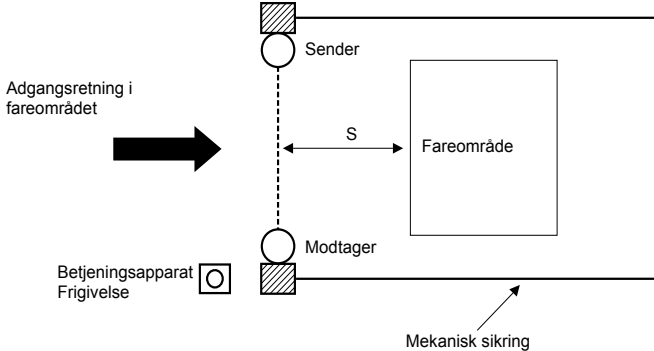 Sender
Adgangsretning i
fareområdet
S
Fareområde
Modtager
Betjeningsapparat
Frigivelse
Mekanisk sikring